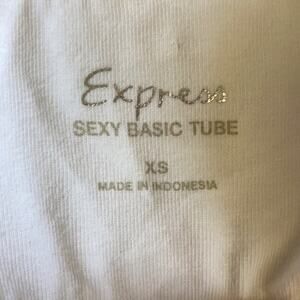 Express
SEXY BASIC TUBE
XS
MADE IN INDONESIA